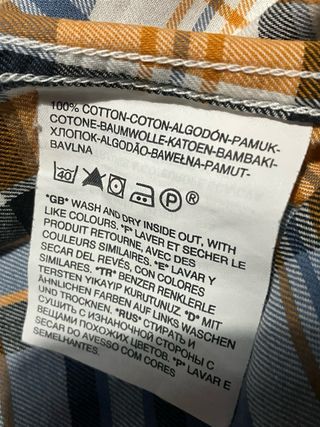 100% COTTON-COTON-ALGODÓN-PAMUK-
COTONE-BAUMWOLLE-KATOEN-BAMBAKI-
ХЛОПОК-ALGODÃO-BAWEŁNA-PAMUT-
BAVLNA
40 P ®
*GB* WASH AND DRY INSIDE OUT, WITH
LIKE COLOURS. *F* LAVER ET SECHER LE
PRODUIT RETOURNE, AVEC DES
COULEURS SIMILAIRES. *E* LAVAR Y
SECAR DEL REVÉS, CON COLORES
SIMILARES. *TR* BENZER RENKLERLE
TERSTEN YIKAYIP KURUTUNUZ. *D* MIT
ÄHNLICHEN FARBEN AUF LINKS WASCHEN
UND TROCKNEN. *RUS* СТИРАТЬ И
СУШИТЬ С ИЗНАНОЧНОЙ СТОРОНЫ С
ВЕЩАМИ ПОХОЖИХ ЦВЕТОВ. *P* LAVAR E
SECAR DO AVESSO COM CORES
SEMELHANTES.